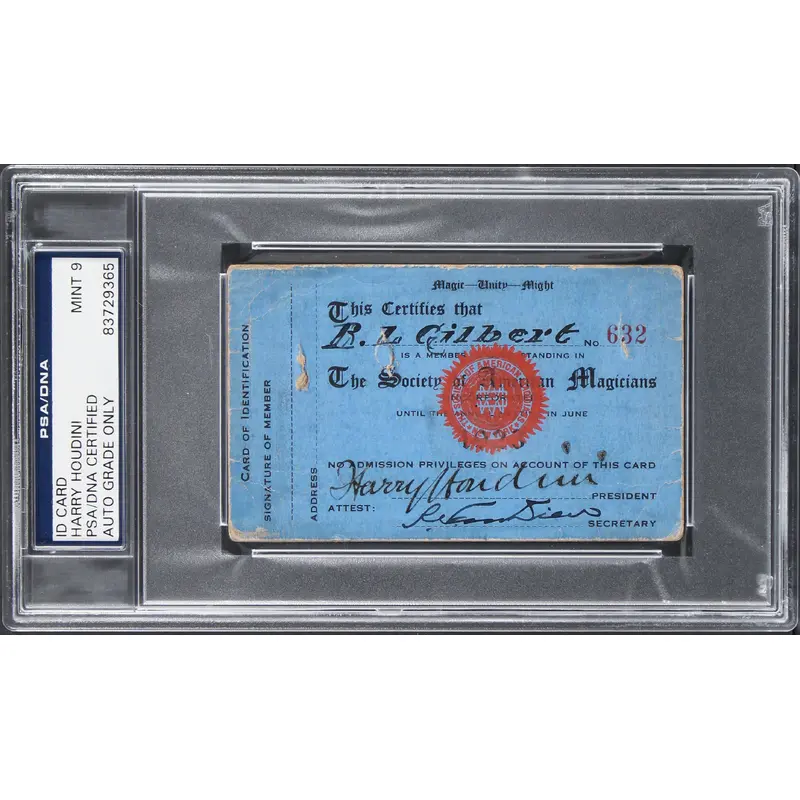 PSA/DNA
ID CARD
HARRY HOUDINI
PSA/DNA CERTIFIED
AUTO GRADE ONLY
MINT 9
83729365
CARD OF IDENTIFICATION
SIGNATURE OF MEMBER
ADDRESS
Magic—Unity—Might
This Certifies that
R. L. Gilbert No. 632
IS A MEMBER STANDING IN
The Society of American Magicians
UNTIL THE IN JUNE
NO ADMISSION PRIVILEGES ON ACCOUNT OF THIS CARD
Harry Houdini
PRESIDENT
ATTEST:
SECRETARY